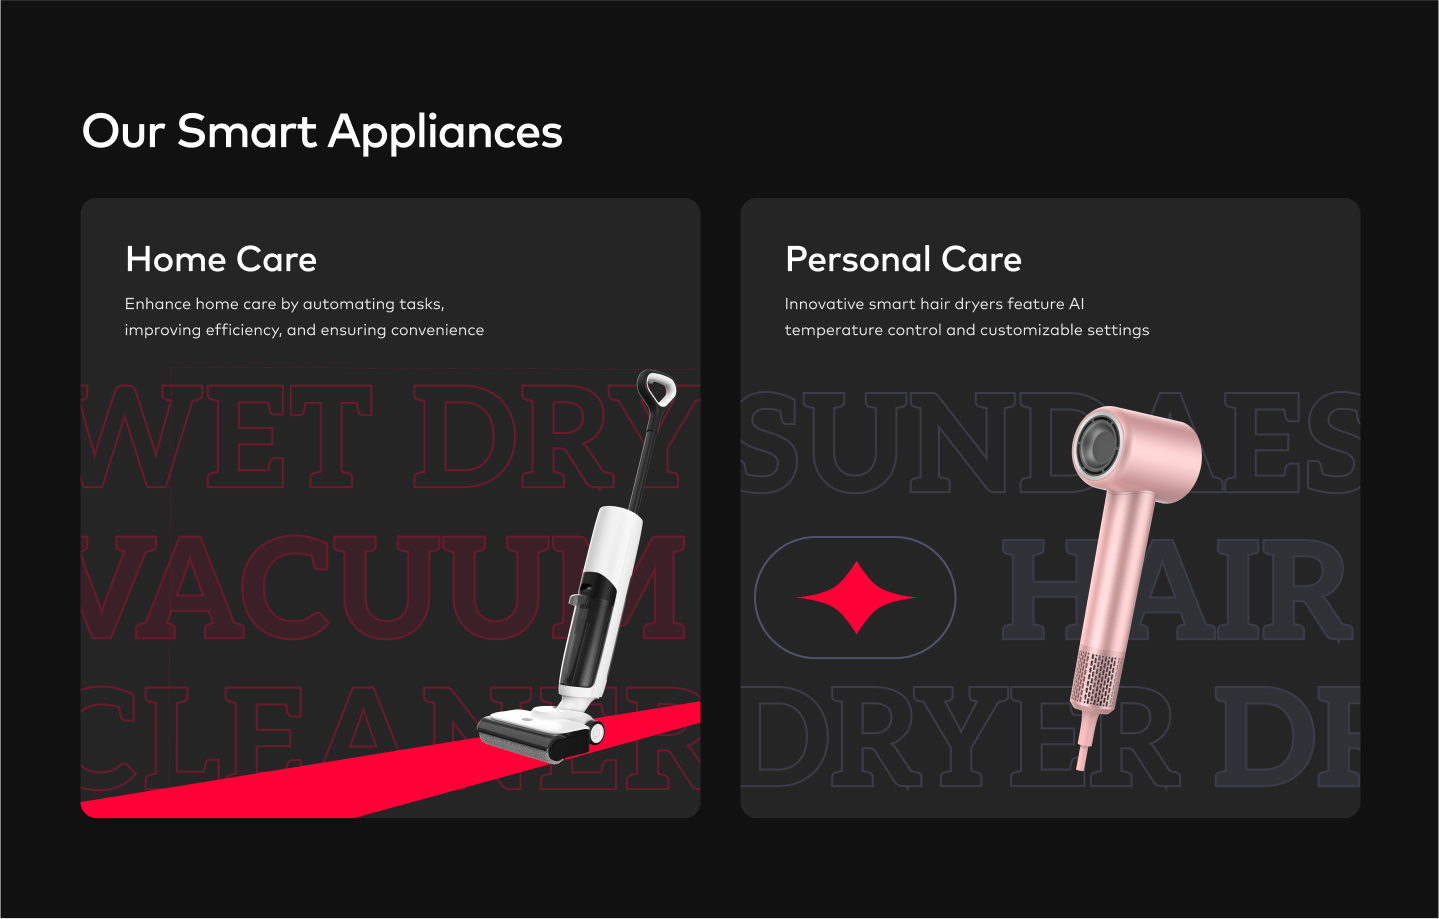 Our Smart Appliances
Home Care
Enhance home care by automating tasks,
improving efficiency, and ensuring convenience
WET DRY
VACUUM
CLEANER
Personal Care
Innovative smart hair dryers feature AI
temperature control and customizable settings
SUNDAES
HAIR
DRYER